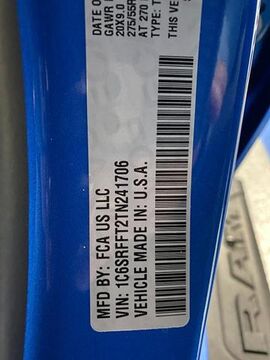 DATE O
GAWR
20X9.0
275/55R
AT 270
TYPE: T
THIS VE
MFD BY: FCA US LLC
VIN: 1C6SRFFT2TN241706
VEHICLE MADE IN: U.S.A.
RAM